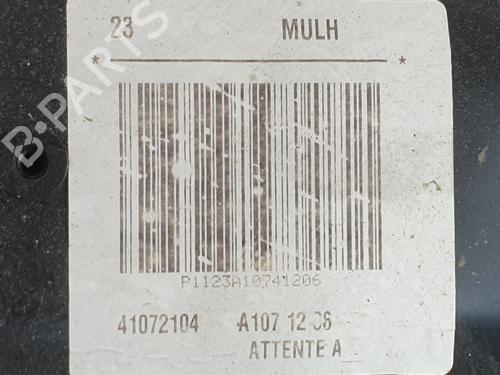 23 MULH
* *
P1123A10741206
41072104 A107 12 06
ATTENTE A
B-PARTS